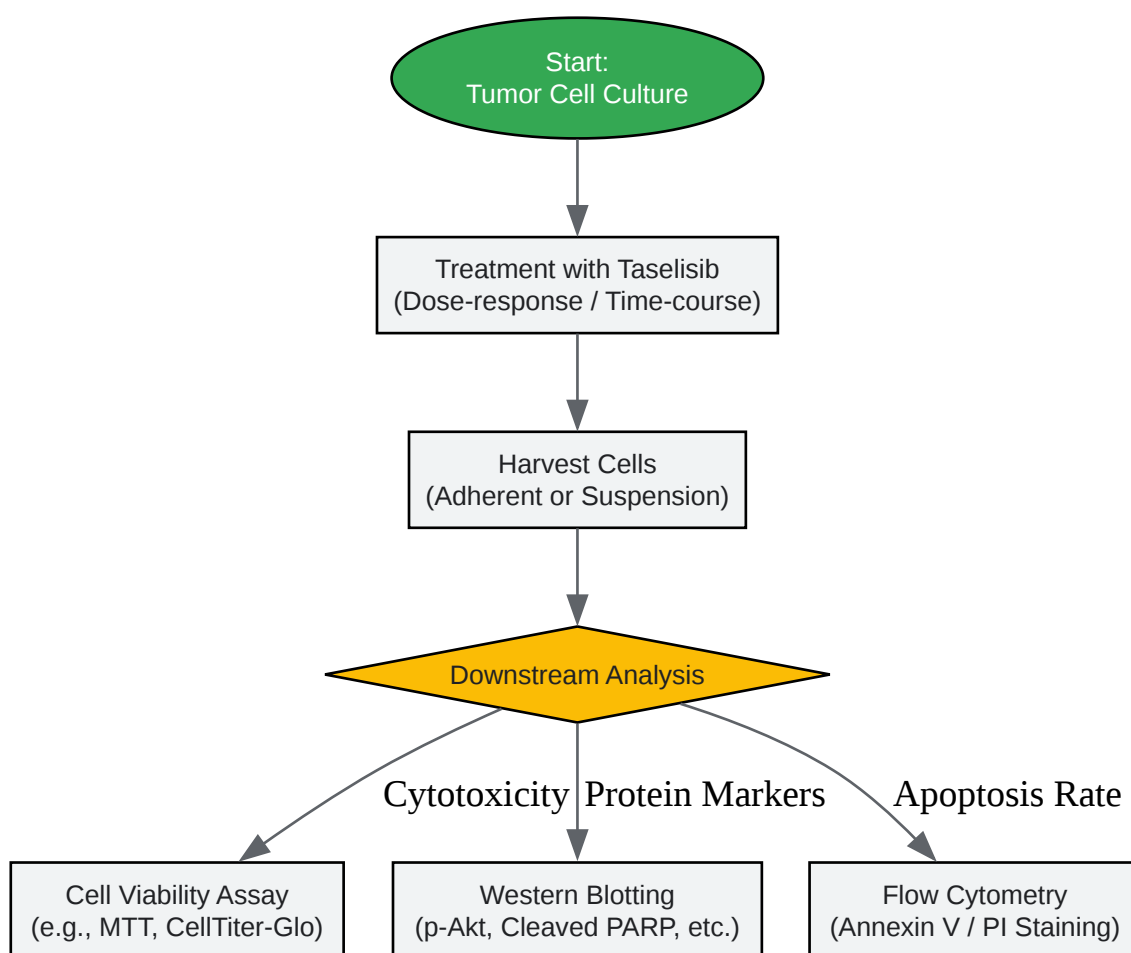 Start:
Tumor Cell Culture
Treatment with Taselisib
(Dose-response / Time-course)
Harvest Cells
(Adherent or Suspension)
Downstream Analysis
Cytotoxicity
Protein Markers
Apoptosis Rate
Cell Viability Assay
(e.g., MTT, CellTiter-Glo)
Western Blotting
(p-Akt, Cleaved PARP, etc.)
Flow Cytometry
(Annexin V / PI Staining)